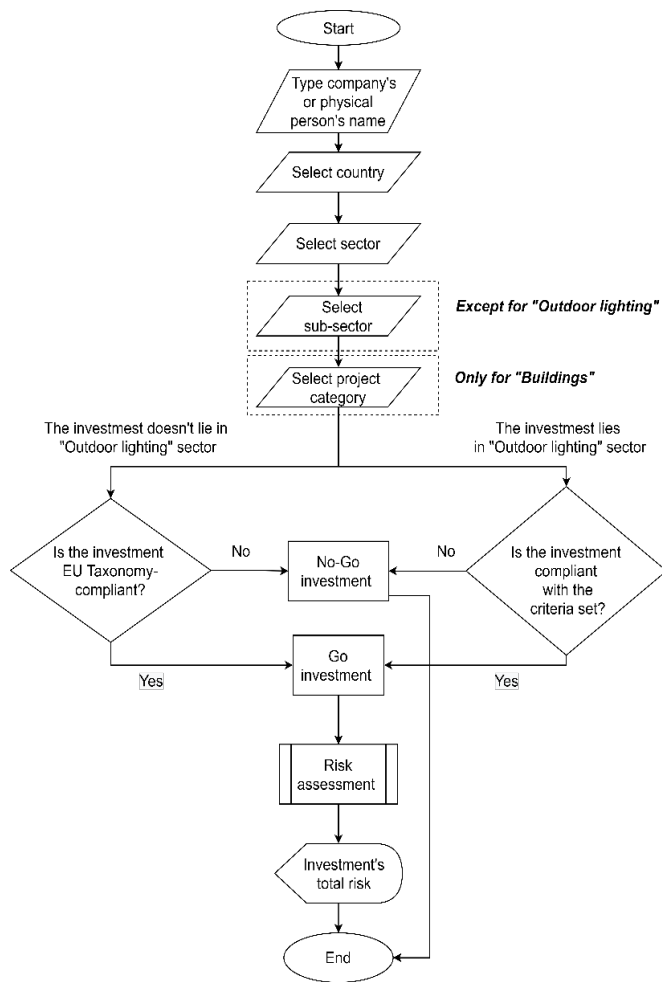 Start
Type company's
or physical
person's name
Select country
Select sector
Select
sub-sector
Except for "Outdoor lighting"
Select project
category
Only for "Buildings"
The investmest doesn't lie in
"Outdoor lighting" sector
The investmest lies
in "Outdoor lighting" sector
Is the investment
EU Taxonomy-
compliant?
No
No-Go
investment
No
Is the investment
compliant
with the
criteria set?
Yes
Go
investment
Yes
Risk
assessment
Investment's
total risk
End